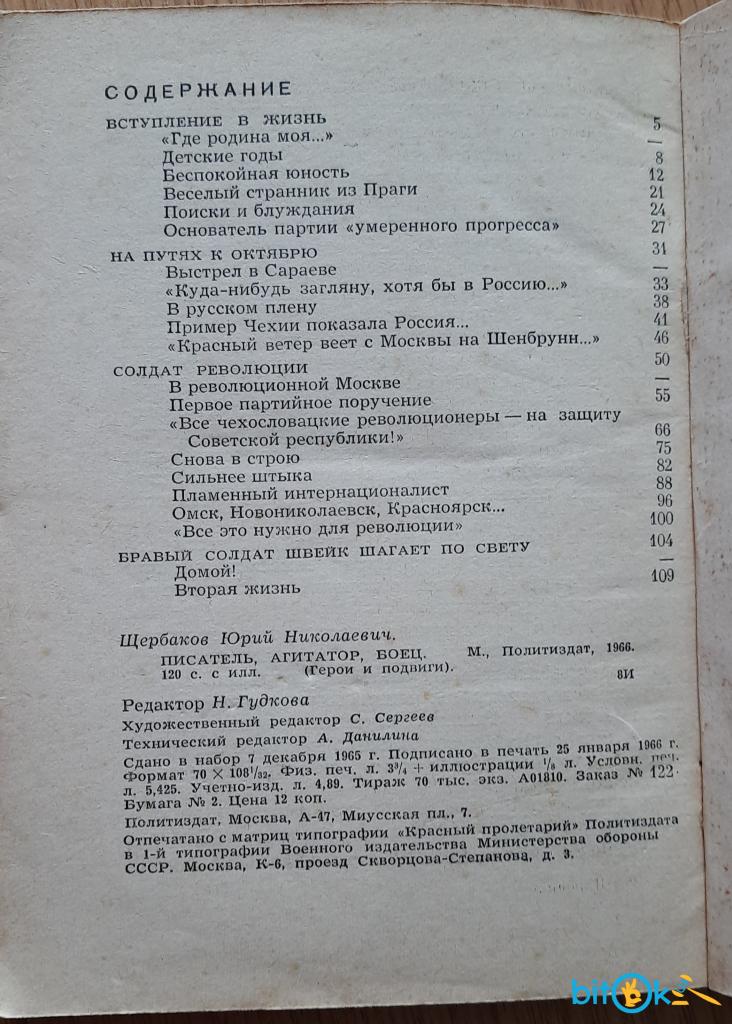 СОДЕРЖАНИЕ
ВСТУПЛЕНИЕ В ЖИЗНЬ 5
«Где родина моя...» —
Детские годы 8
Беспокойная юность 12
Веселый странник из Праги 21
Поиски и блуждания 24
Основатель партии «умеренного прогресса» 27
НА ПУТЯХ К ОКТЯБРЮ 31
Выстрел в Сараеве —
«Куда-нибудь загляну, хотя бы в Россию...» 33
В русском плену 38
Пример Чехии показала Россия... 41
«Красный ветер веет с Москвы на Шенбрунн...» 46
СОЛДАТ РЕВОЛЮЦИИ 50
В революционной Москве —
Первое партийное поручение 55
«Все чехословацкие революционеры — на защиту
Советской республики!» 66
Снова в строю 75
Сильнее штыка 82
Пламенный интернационалист 88
Омск, Новониколаевск, Красноярск... 96
«Все это нужно для революции» 100
БРАВЫЙ СОЛДАТ ШВЕЙК ШАГАЕТ ПО СВЕТУ 104
Домой! —
Вторая жизнь 109
Щербаков Юрий Николаевич.
ПИСАТЕЛЬ, АГИТАТОР, БОЕЦ. М., Политиздат, 1966.
120 с. с илл. (Герои и подвиги).
8И
Редактор Н. Гудкова
Художественный редактор С. Сергеев
Технический редактор А. Данилина
Сдано в набор 7 декабря 1965 г. Подписано в печать 25 января 1966 г.
Формат 70 × 108¹/₃₂. Физ. печ. л. 3³/₄ + иллюстрации ¹/₈ л. Условн. печ.
л. 5,425. Учетно-изд. л. 4,89. Тираж 70 тыс. экз. А01810. Заказ № 122.
Бумага № 2. Цена 12 коп.
Политиздат, Москва, А-47, Миусская пл., 7.
Отпечатано с матриц типографии «Красный пролетарий» Политиздата
в 1-й типографии Военного издательства Министерства обороны
СССР. Москва, К-6, проезд Скворцова-Степанова, д. 3.
bitok